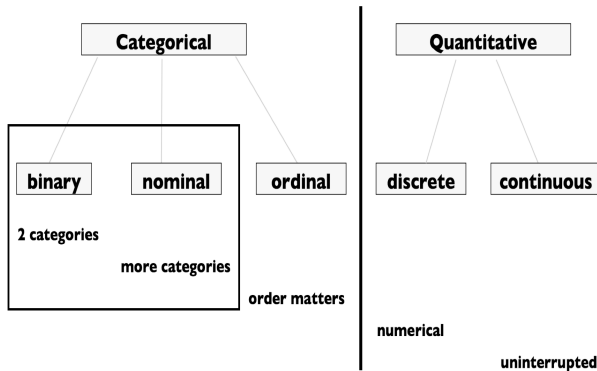 Categorical
Quantitative
binary
nominal
ordinal
discrete
continuous
2 categories
more categories
order matters
numerical
uninterrupted